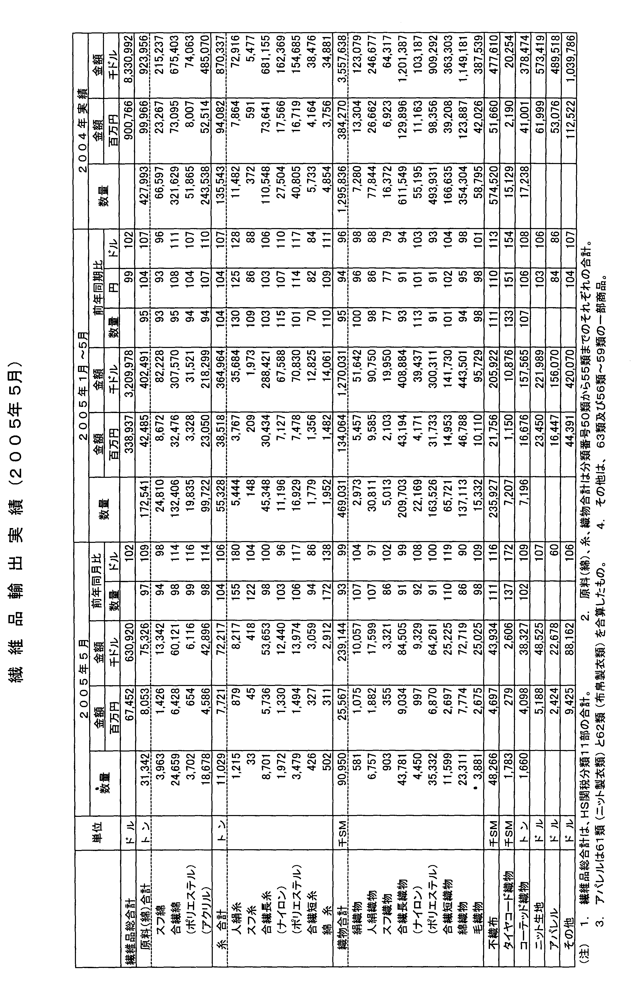 繊維品輸出実績（2005年5月）
単位 2005年5月 2005年1月～5月 2004年実績
数量 金額 金額 前年同月比 数量 金額 金額 前年同期比 数量 金額 金額
百万円 千ドル 数量 ドル 百万円 千ドル 数量 円 ドル 百万円 千ドル
繊維品総合計 ドル 67,452 630,920 102 338,937 3,209,978 99 102 900,766 8,330,992
原料(綿)合計 トン 31,342 8,053 75,326 97 109 172,541 42,485 402,491 95 104 107 427,993 99,966 923,956
スフ綿 3,963 1,426 13,342 94 98 24,810 8,672 82,228 93 93 96 66,597 23,267 215,237
合繊綿 24,659 6,428 60,121 98 114 132,406 32,476 307,570 95 108 111 321,629 73,095 675,403
(ポリエステル) 3,702 654 6,116 99 116 19,835 3,328 31,521 94 104 107 51,865 8,007 74,063
(アクリル) 18,678 4,586 42,896 98 114 99,722 23,050 218,299 94 107 110 243,538 52,514 485,070
糸 合計 トン 11,029 7,721 72,217 104 106 55,328 38,518 364,964 104 104 107 135,543 94,082 870,337
人絹糸 1,215 879 8,217 155 180 5,444 3,767 35,684 130 125 128 11,482 7,864 72,916
スフ糸 33 45 418 122 104 148 209 1,973 109 86 88 372 591 5,477
合繊長糸 8,701 5,736 53,653 98 100 45,348 30,434 288,421 103 103 106 110,548 73,641 681,155
(ナイロン) 1,972 1,330 12,440 103 96 11,196 7,127 67,588 115 107 110 27,504 17,566 162,369
(ポリエステル) 3,479 1,494 13,974 106 117 16,929 7,478 70,830 101 114 117 40,805 16,719 154,685
合繊短糸 426 327 3,059 94 86 1,779 1,356 12,825 70 82 84 5,733 4,164 38,476
綿 糸 502 311 2,912 172 138 1,952 1,482 14,061 110 109 111 4,854 3,756 34,881
織物合計 千SM 90,950 25,567 239,144 93 99 469,031 134,064 1,270,031 95 94 96 1,295,836 384,270 3,557,638
絹織物 581 1,075 10,057 107 104 2,973 5,457 51,642 100 96 98 7,280 13,304 123,079
人絹織物 6,757 1,882 17,599 107 97 30,811 9,585 90,750 98 86 88 77,844 26,662 246,677
スフ織物 903 355 3,321 86 102 5,013 2,103 19,950 77 77 79 16,372 6,923 64,317
合繊長織物 43,781 9,034 84,505 91 99 209,703 43,194 408,884 93 91 94 611,549 129,896 1,201,387
(ナイロン) 4,450 997 9,329 92 108 22,169 4,171 39,437 113 101 103 55,195 11,163 103,187
(ポリエステル) 35,332 6,870 64,261 91 100 163,526 31,733 300,311 91 91 93 493,931 98,356 909,292
合繊短織物 11,599 2,697 25,225 110 119 65,721 14,953 141,730 101 102 104 166,635 39,208 363,303
綿織物 23,311 7,774 72,719 86 90 137,113 46,788 443,501 94 95 98 354,304 123,887 1,149,181
毛織物 3,881 2,675 25,025 98 109 15,332 10,110 95,729 98 98 101 58,795 42,026 387,539
不織布 千SM 48,266 4,697 43,934 111 116 235,927 21,756 205,922 111 110 113 574,520 51,660 477,610
タイヤコード織物 千SM 1,783 279 2,606 137 172 7,207 1,150 10,876 133 151 154 15,129 2,190 20,254
コーテッド織物 トン 1,660 4,098 38,327 102 109 7,196 16,676 157,565 107 106 108 17,238 41,001 378,474
ニット生地 ドル 5,188 48,525 107 23,450 221,989 103 106 61,999 573,419
アパレル ドル 2,424 22,678 60 16,447 156,070 84 86 53,076 489,518
その他 ドル 9,425 88,162 106 44,391 420,070 104 107 112,522 1,039,786
(注) 1. 繊維品総合計は、HS関税分類11部の合計。 2. 原料(綿)、糸、織物合計は分類番号50類から55類までのそれぞれの合計。
3. アパレルは61類(ニット製衣類)と62類(布帛製衣類)を合算したもの。 4. その他は、63類及び56類～59類の一部商品。